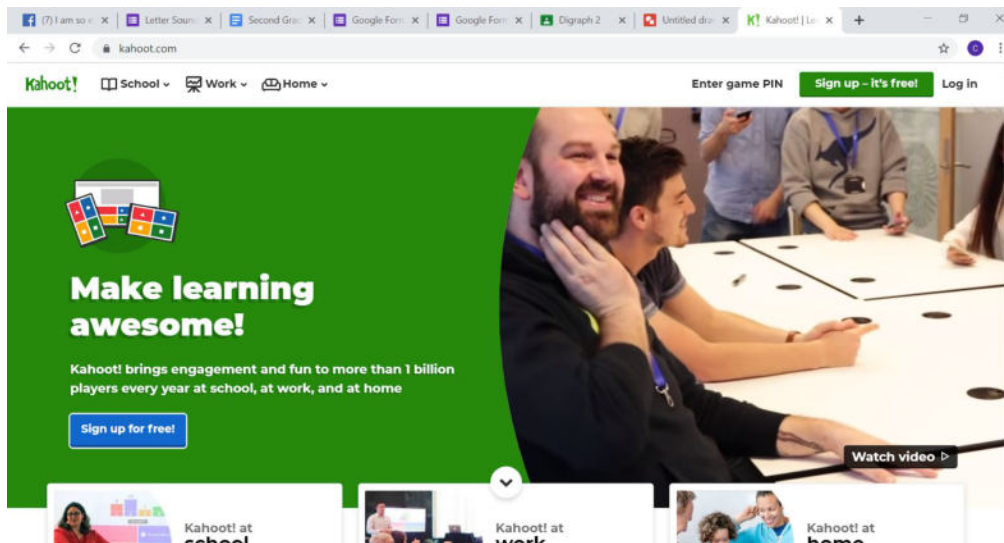 (7) I am so
Letter Soun
Second Grac
Google Form
Google Form
Digraph 2
Untitled dra
Kahoot! | Le
kahoot.com
C
Kahoot!
School
Work
Home
Enter game PIN
Sign up – it's free!
Log in
Make learning
awesome!
Kahoot! brings engagement and fun to more than 1 billion
players every year at school, at work, and at home
Sign up for free!
Watch video
Kahoot! at
school
Kahoot! at
work
Kahoot! at
home